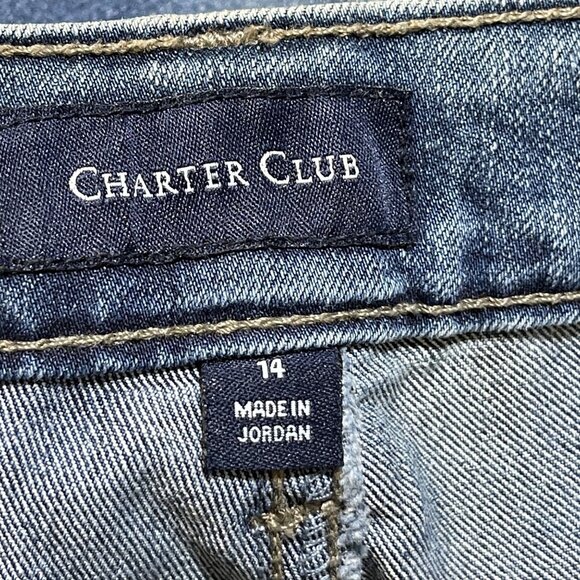 CHARTER CLUB
14
MADE IN
JORDAN